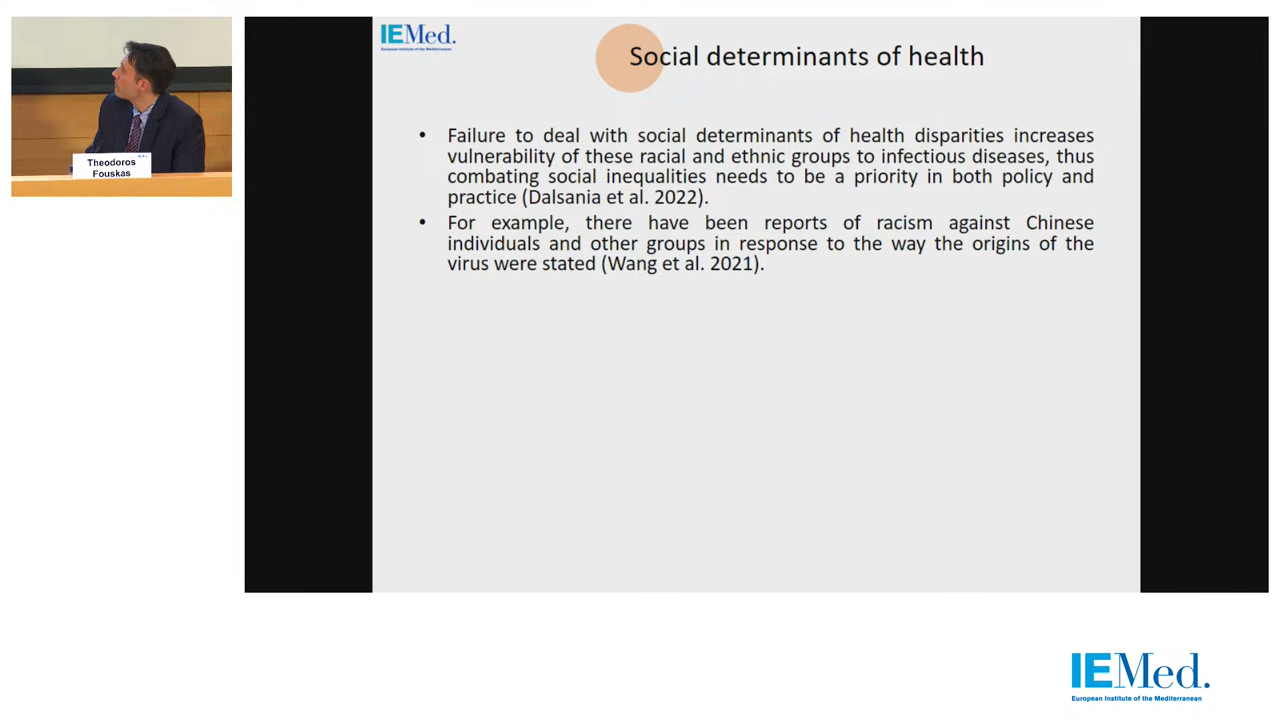 IEMed.
European Institute of the Mediterranean
Social determinants of health
Theodoros
Fouskas
• Failure to deal with social determinants of health disparities increases
vulnerability of these racial and ethnic groups to infectious diseases, thus
combating social inequalities needs to be a priority in both policy and
practice (Dalsania et al. 2022).
• For example, there have been reports of racism against Chinese
individuals and other groups in response to the way the origins of the
virus were stated (Wang et al. 2021).
IEMed.
European Institute of the Mediterranean